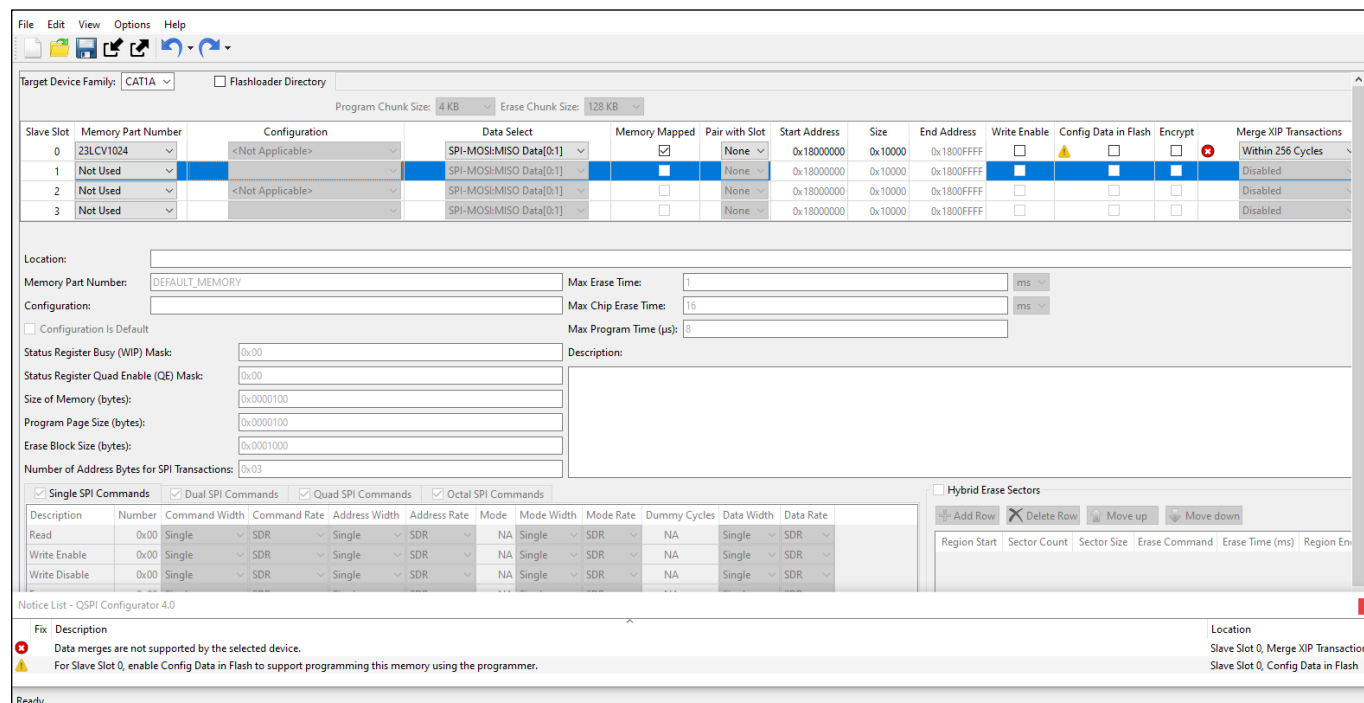 File Edit View Options Help
Target Device Family: CAT1A Flashloader Directory
Program Chunk Size: 4 KB Erase Chunk Size: 128 KB
Slave Slot Memory Part Number Configuration Data Select Memory Mapped Pair with Slot Start Address Size End Address Write Enable Config Data in Flash Encrypt Merge XIP Transactions
0 23LCV1024 <Not Applicable> SPI-MOSI:MISO Data[0:1] None 0x18000000 0x10000 0x1800FFFF Within 256 Cycles
1 Not Used SPI-MOSI:MISO Data[0:1] None 0x18000000 0x10000 0x1800FFFF Disabled
2 Not Used <Not Applicable> SPI-MOSI:MISO Data[0:1] None 0x18000000 0x10000 0x1800FFFF Disabled
3 Not Used SPI-MOSI:MISO Data[0:1] None 0x18000000 0x10000 0x1800FFFF Disabled
Location:
Memory Part Number: DEFAULT_MEMORY Max Erase Time: 1 ms
Configuration: Max Chip Erase Time: 16 ms
Configuration Is Default Max Program Time (µs): 8
Status Register Busy (WIP) Mask: 0x00 Description:
Status Register Quad Enable (QE) Mask: 0x00
Size of Memory (bytes): 0x0000100
Program Page Size (bytes): 0x0000100
Erase Block Size (bytes): 0x0001000
Number of Address Bytes for SPI Transactions: 0x03
Single SPI Commands Dual SPI Commands Quad SPI Commands Octal SPI Commands Hybrid Erase Sectors
Description Number Command Width Command Rate Address Width Address Rate Mode Mode Width Mode Rate Dummy Cycles Data Width Data Rate Add Row Delete Row Move up Move down
Read 0x00 Single SDR Single SDR NA Single SDR NA Single SDR Region Start Sector Count Sector Size Erase Command Erase Time (ms) Region
Write Enable 0x00 Single SDR Single SDR NA Single SDR NA Single SDR
Write Disable 0x00 Single SDR Single SDR NA Single SDR NA Single SDR
Notice List - QSPI Configurator 4.0
Fix Description Location
Data merges are not supported by the selected device. Slave Slot 0, Merge XIP Transaction
For Slave Slot 0, enable Config Data in Flash to support programming this memory using the programmer. Slave Slot 0, Config Data in Flash
Ready